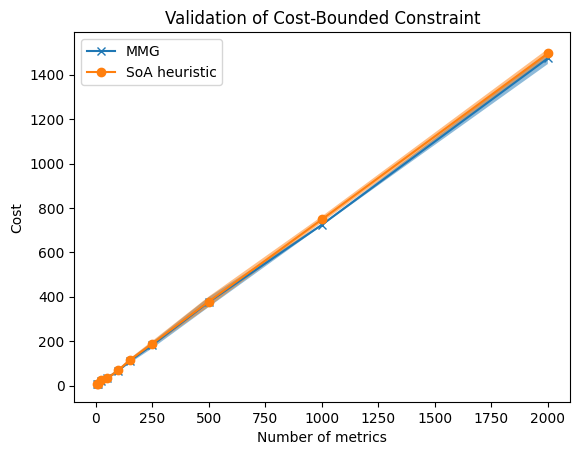 Validation of Cost-Bounded Constraint
MMG
SoA heuristic
Cost
1400
1200
1000
800
600
400
200
0
0 250 500 750 1000 1250 1500 1750 2000
Number of metrics